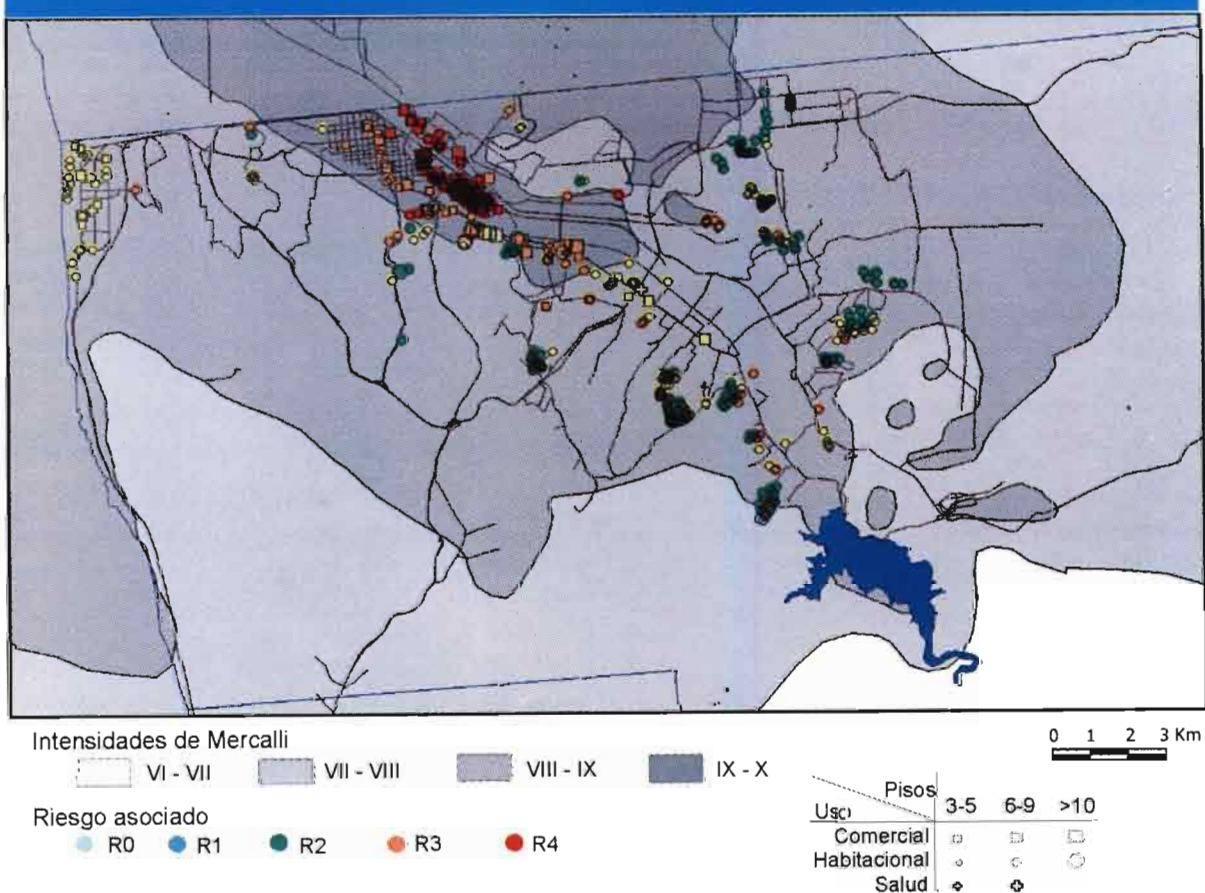 0 1 2 3 Km
Intensidades de Mercalli
VI - VII VII - VIII VIII - IX IX - X
Riesgo asociado
R0 R1 R2 R3 R4
Pisos
Uso 3-5 6-9 >10
Comercial
Habitacional
Salud